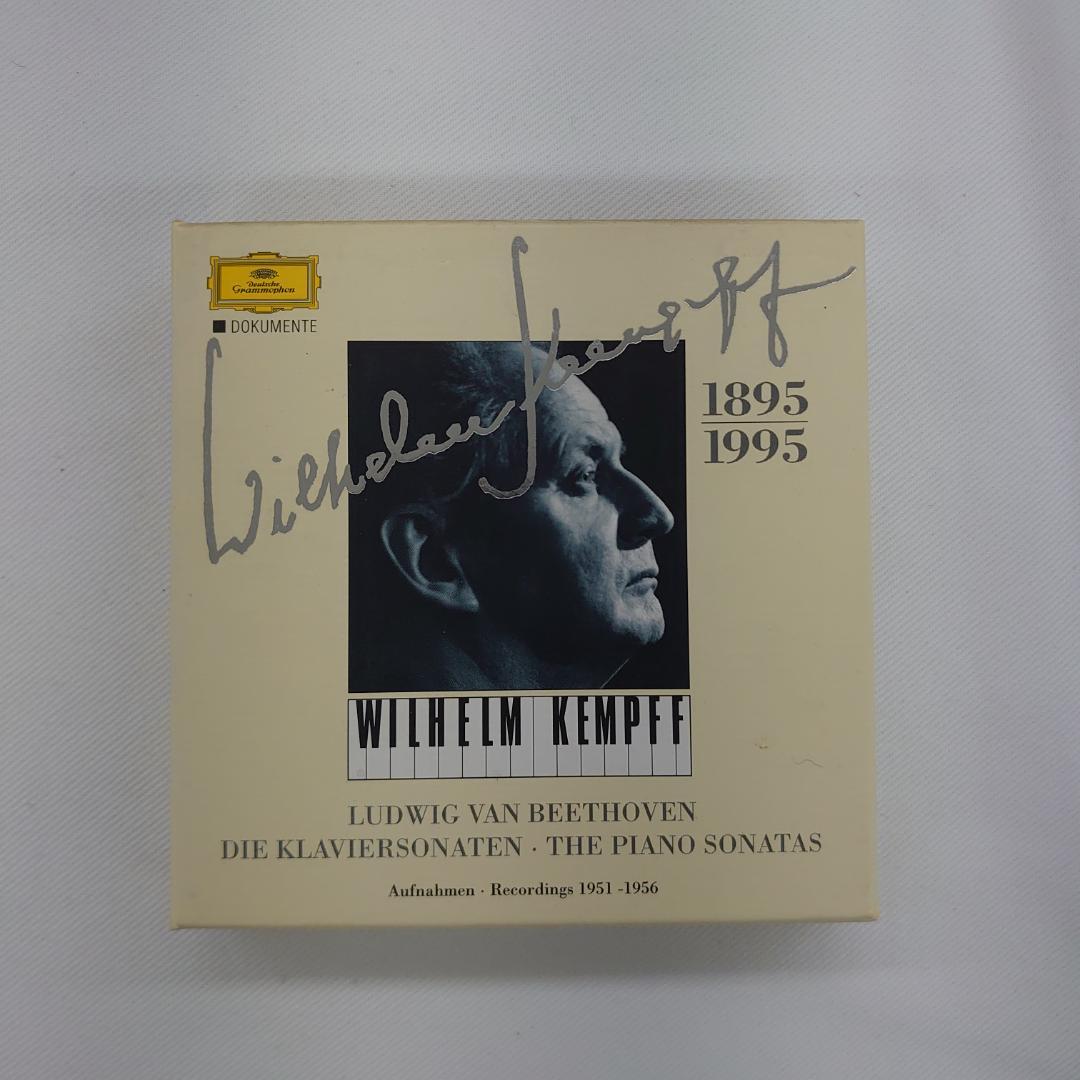 Deutsche
Grammophon
DOKUMENTE
Wilhelm Kempff
1895
1995
WILHELM KEMPFF
LUDWIG VAN BEETHOVEN
DIE KLAVIERSONATEN · THE PIANO SONATAS
Aufnahmen · Recordings 1951 -1956